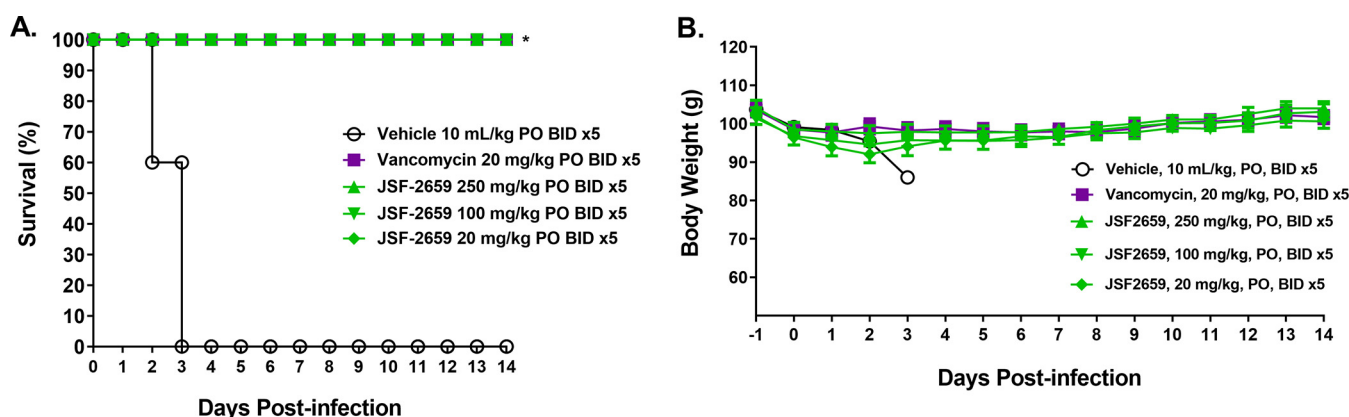 A.
100
90
80
70
60
50
40
30
20
10
0
Survival (%)
0 1 2 3 4 5 6 7 8 9 10 11 12 13 14
Days Post-infection
*
Vehicle 10 mL/kg PO BID x5
Vancomycin 20 mg/kg PO BID x5
JSF-2659 250 mg/kg PO BID x5
JSF-2659 100 mg/kg PO BID x5
JSF-2659 20 mg/kg PO BID x5
B.
120
110
100
90
80
70
60
Body Weight (g)
-1 0 1 2 3 4 5 6 7 8 9 10 11 12 13 14
Days Post-infection
Vehicle, 10 mL/kg, PO, BID x5
Vancomycin, 20 mg/kg, PO, BID x5
JSF2659, 250 mg/kg, PO, BID x5
JSF2659, 100 mg/kg, PO, BID x5
JSF2659, 20 mg/kg, PO, BID x5